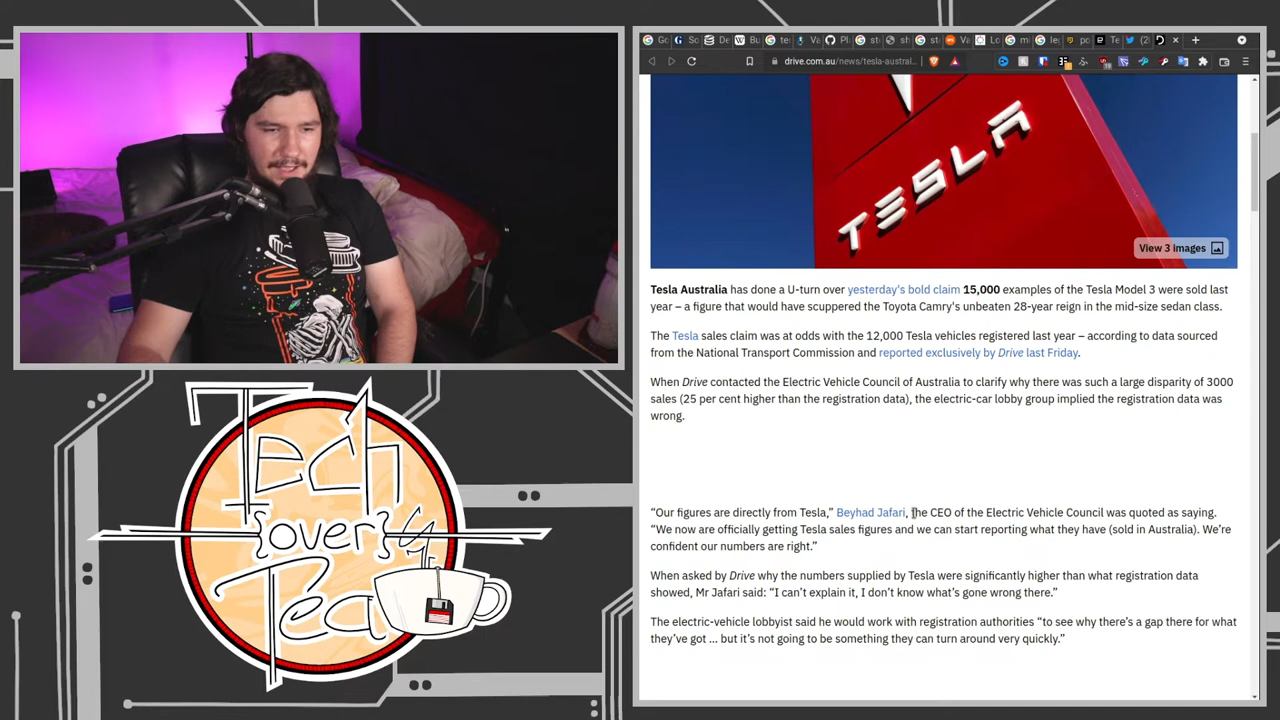 drive.com.au/news/tesla-austral...
TESLA
View 3 images
Tesla Australia has done a U-turn over yesterday's bold claim 15,000 examples of the Tesla Model 3 were sold last
year – a figure that would have scuppered the Toyota Camry's unbeaten 28-year reign in the mid-size sedan class.
The Tesla sales claim was at odds with the 12,000 Tesla vehicles registered last year – according to data sourced
from the National Transport Commission and reported exclusively by Drive last Friday.
When Drive contacted the Electric Vehicle Council of Australia to clarify why there was such a large disparity of 3000
sales (25 per cent higher than the registration data), the electric-car lobby group implied the registration data was
wrong.
“Our figures are directly from Tesla,” Beyhad Jafari, the CEO of the Electric Vehicle Council was quoted as saying.
“We now are officially getting Tesla sales figures and we can start reporting what they have (sold in Australia). We’re
confident our numbers are right.”
When asked by Drive why the numbers supplied by Tesla were significantly higher than what registration data
showed, Mr Jafari said: “I can’t explain it, I don’t know what’s gone wrong there.”
The electric-vehicle lobbyist said he would work with registration authorities “to see why there’s a gap there for what
they’ve got ... but it’s not going to be something they can turn around very quickly.”
Tech
{over}
Tea